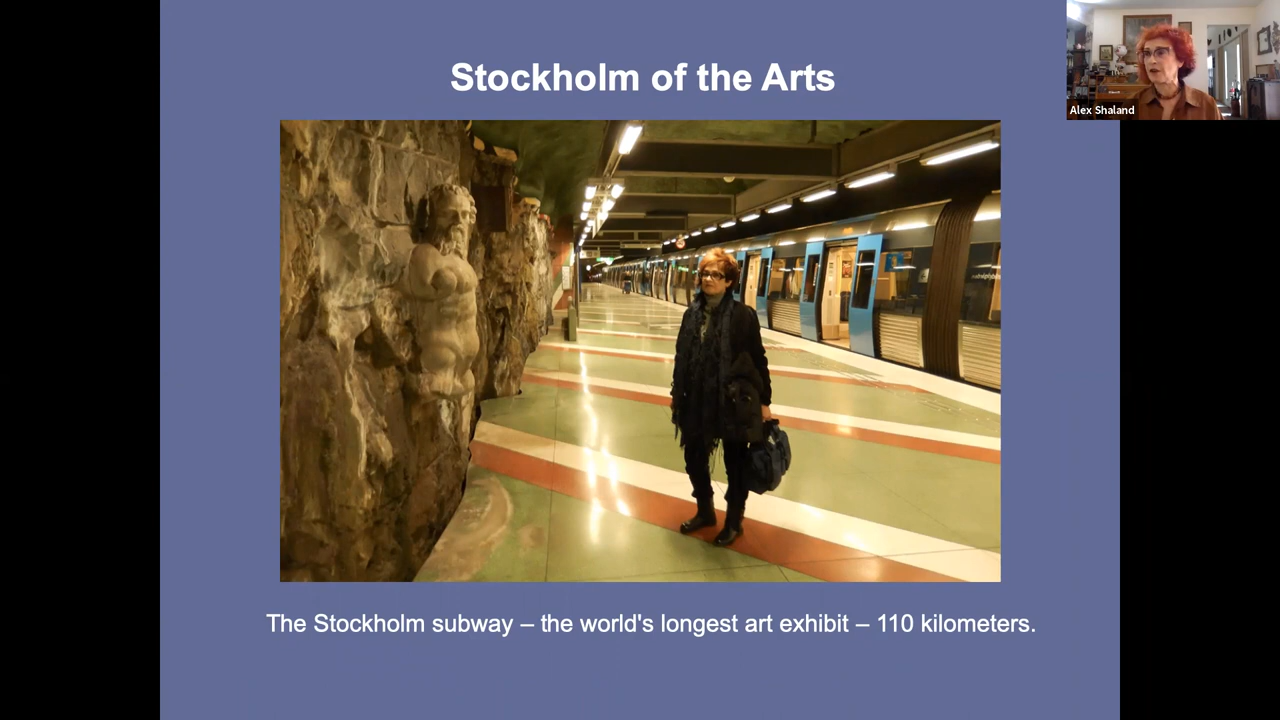 Stockholm of the Arts
Alex Shaland
The Stockholm subway – the world's longest art exhibit – 110 kilometers.